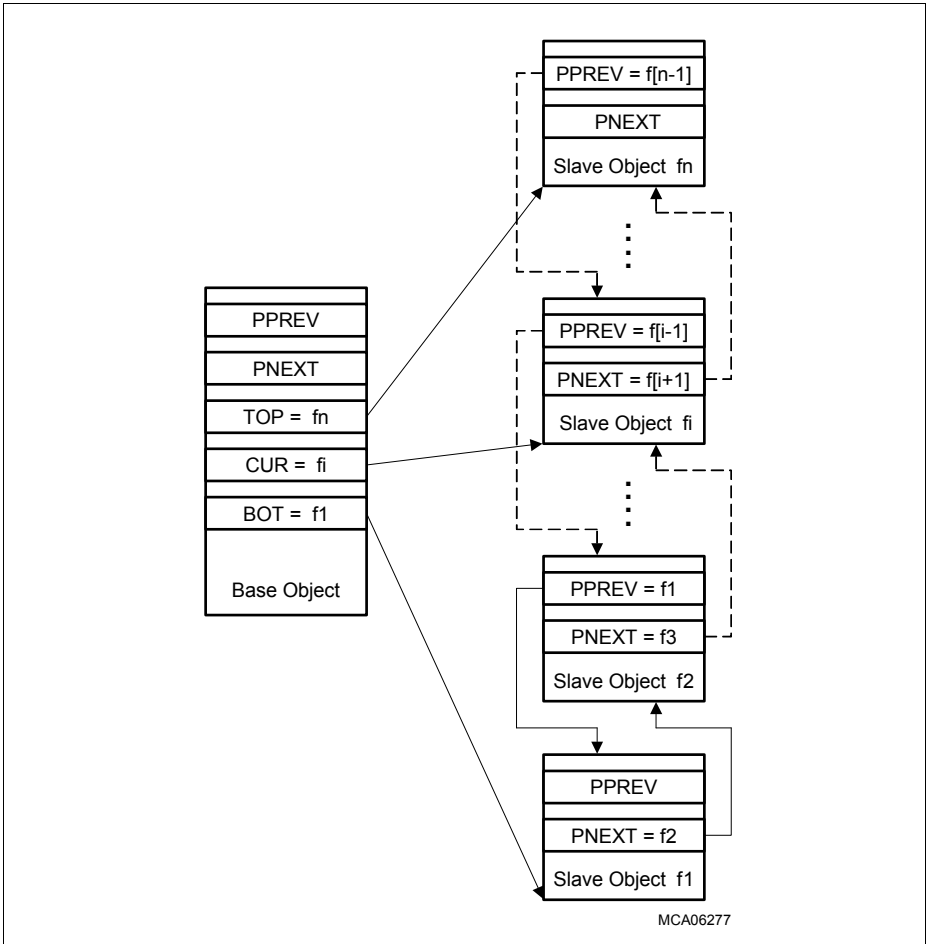 PPREV = f[n-1]
PNEXT
Slave Object fn
PPREV
PNEXT
TOP = fn
CUR = fi
BOT = f1
Base Object
PPREV = f[i-1]
PNEXT = f[i+1]
Slave Object fi
PPREV = f1
PNEXT = f3
Slave Object f2
PPREV
PNEXT = f2
Slave Object f1
MCA06277